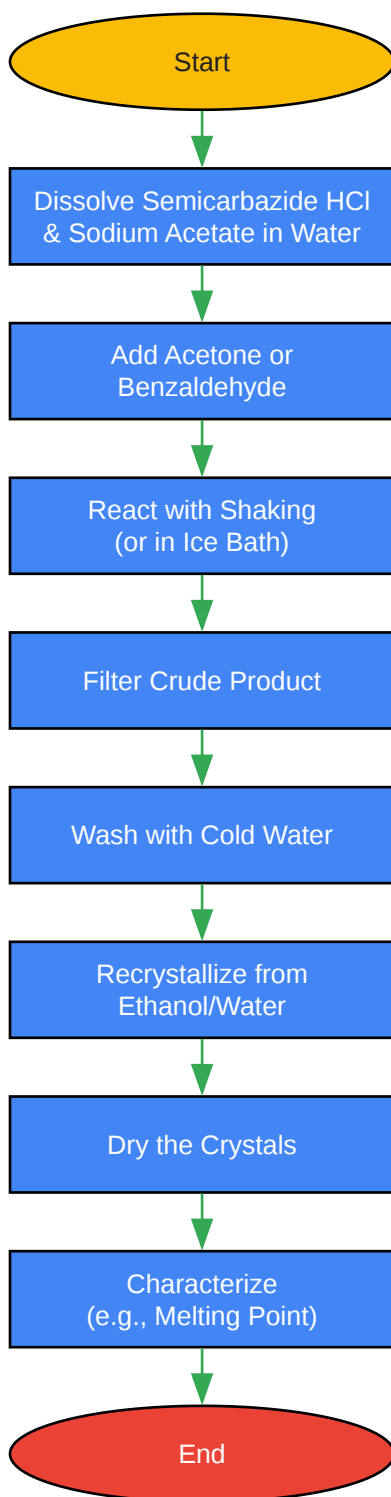 Start
Dissolve Semicarbazide HCl
& Sodium Acetate in Water
Add Acetone or
Benzaldehyde
React with Shaking
(or in Ice Bath)
Filter Crude Product
Wash with Cold Water
Recrystallize from
Ethanol/Water
Dry the Crystals
Characterize
(e.g., Melting Point)
End